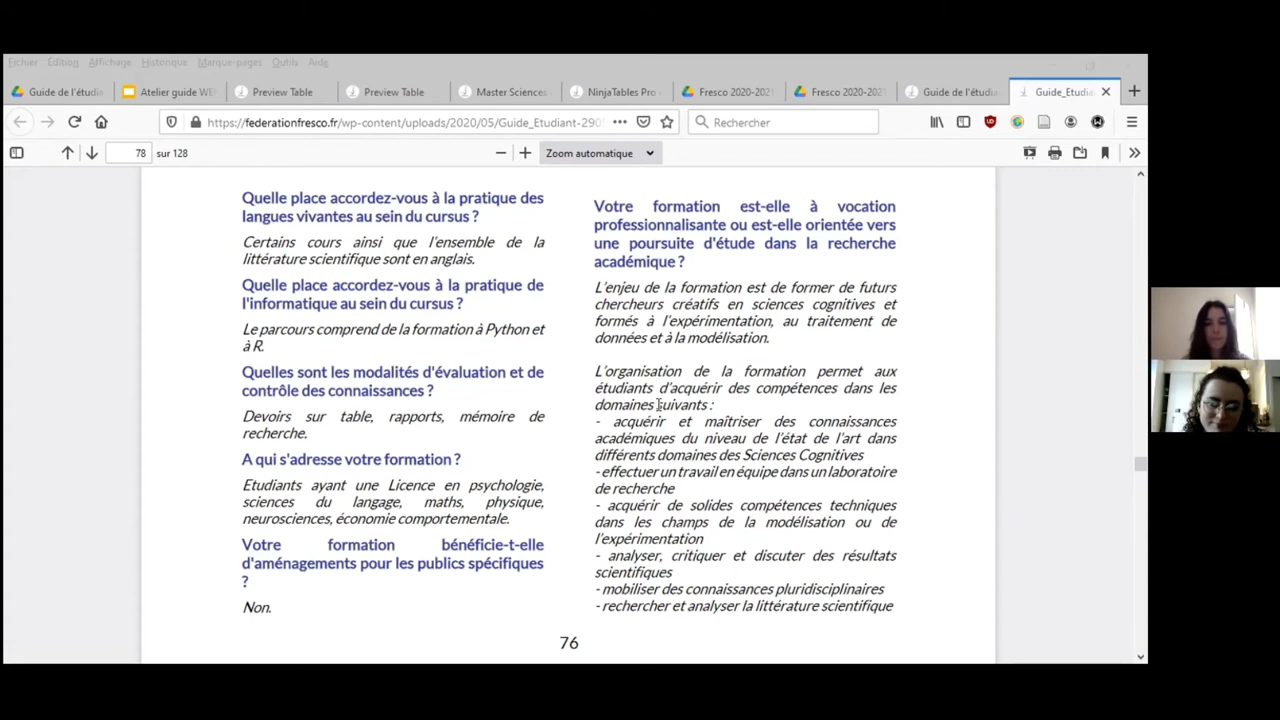 Fichier Édition Affichage Historique Marque-pages Outils Aide
Guide de l'étudia
Atelier guide WE
Preview Table
Preview Table
Master Sciences
NinjaTables Pro
Fresco 2020-2021
Fresco 2020-2021
Guide de l'étudia
Guide_Etudiant
https://federationfresco.fr/wp-content/uploads/2020/05/Guide_Etudiant-2905
Rechercher
78 sur 128
Zoom automatique
Quelle place accordez-vous à la pratique des
langues vivantes au sein du cursus ?
Certains cours ainsi que l'ensemble de la
littérature scientifique sont en anglais.
Quelle place accordez-vous à la pratique de
l'informatique au sein du cursus ?
Le parcours comprend de la formation à Python et
à R.
Quelles sont les modalités d'évaluation et de
contrôle des connaissances ?
Devoirs sur table, rapports, mémoire de
recherche.
A qui s'adresse votre formation ?
Etudiants ayant une Licence en psychologie,
sciences du langage, maths, physique,
neurosciences, économie comportementale.
Votre formation bénéficie-t-elle
d'aménagements pour les publics spécifiques
?
Non.
Votre formation est-elle à vocation
professionnalisante ou est-elle orientée vers
une poursuite d'étude dans la recherche
académique ?
L'enjeu de la formation est de former de futurs
chercheurs créatifs en sciences cognitives et
formés à l'expérimentation, au traitement de
données et à la modélisation.
L'organisation de la formation permet aux
étudiants d'acquérir des compétences dans les
domaines suivants :
- acquérir et maîtriser des connaissances
académiques du niveau de l'état de l'art dans
différents domaines des Sciences Cognitives
- effectuer un travail en équipe dans un laboratoire
de recherche
- acquérir de solides compétences techniques
dans les champs de la modélisation ou de
l'expérimentation
- analyser, critiquer et discuter des résultats
scientifiques
- mobiliser des connaissances pluridisciplinaires
- rechercher et analyser la littérature scientifique
76